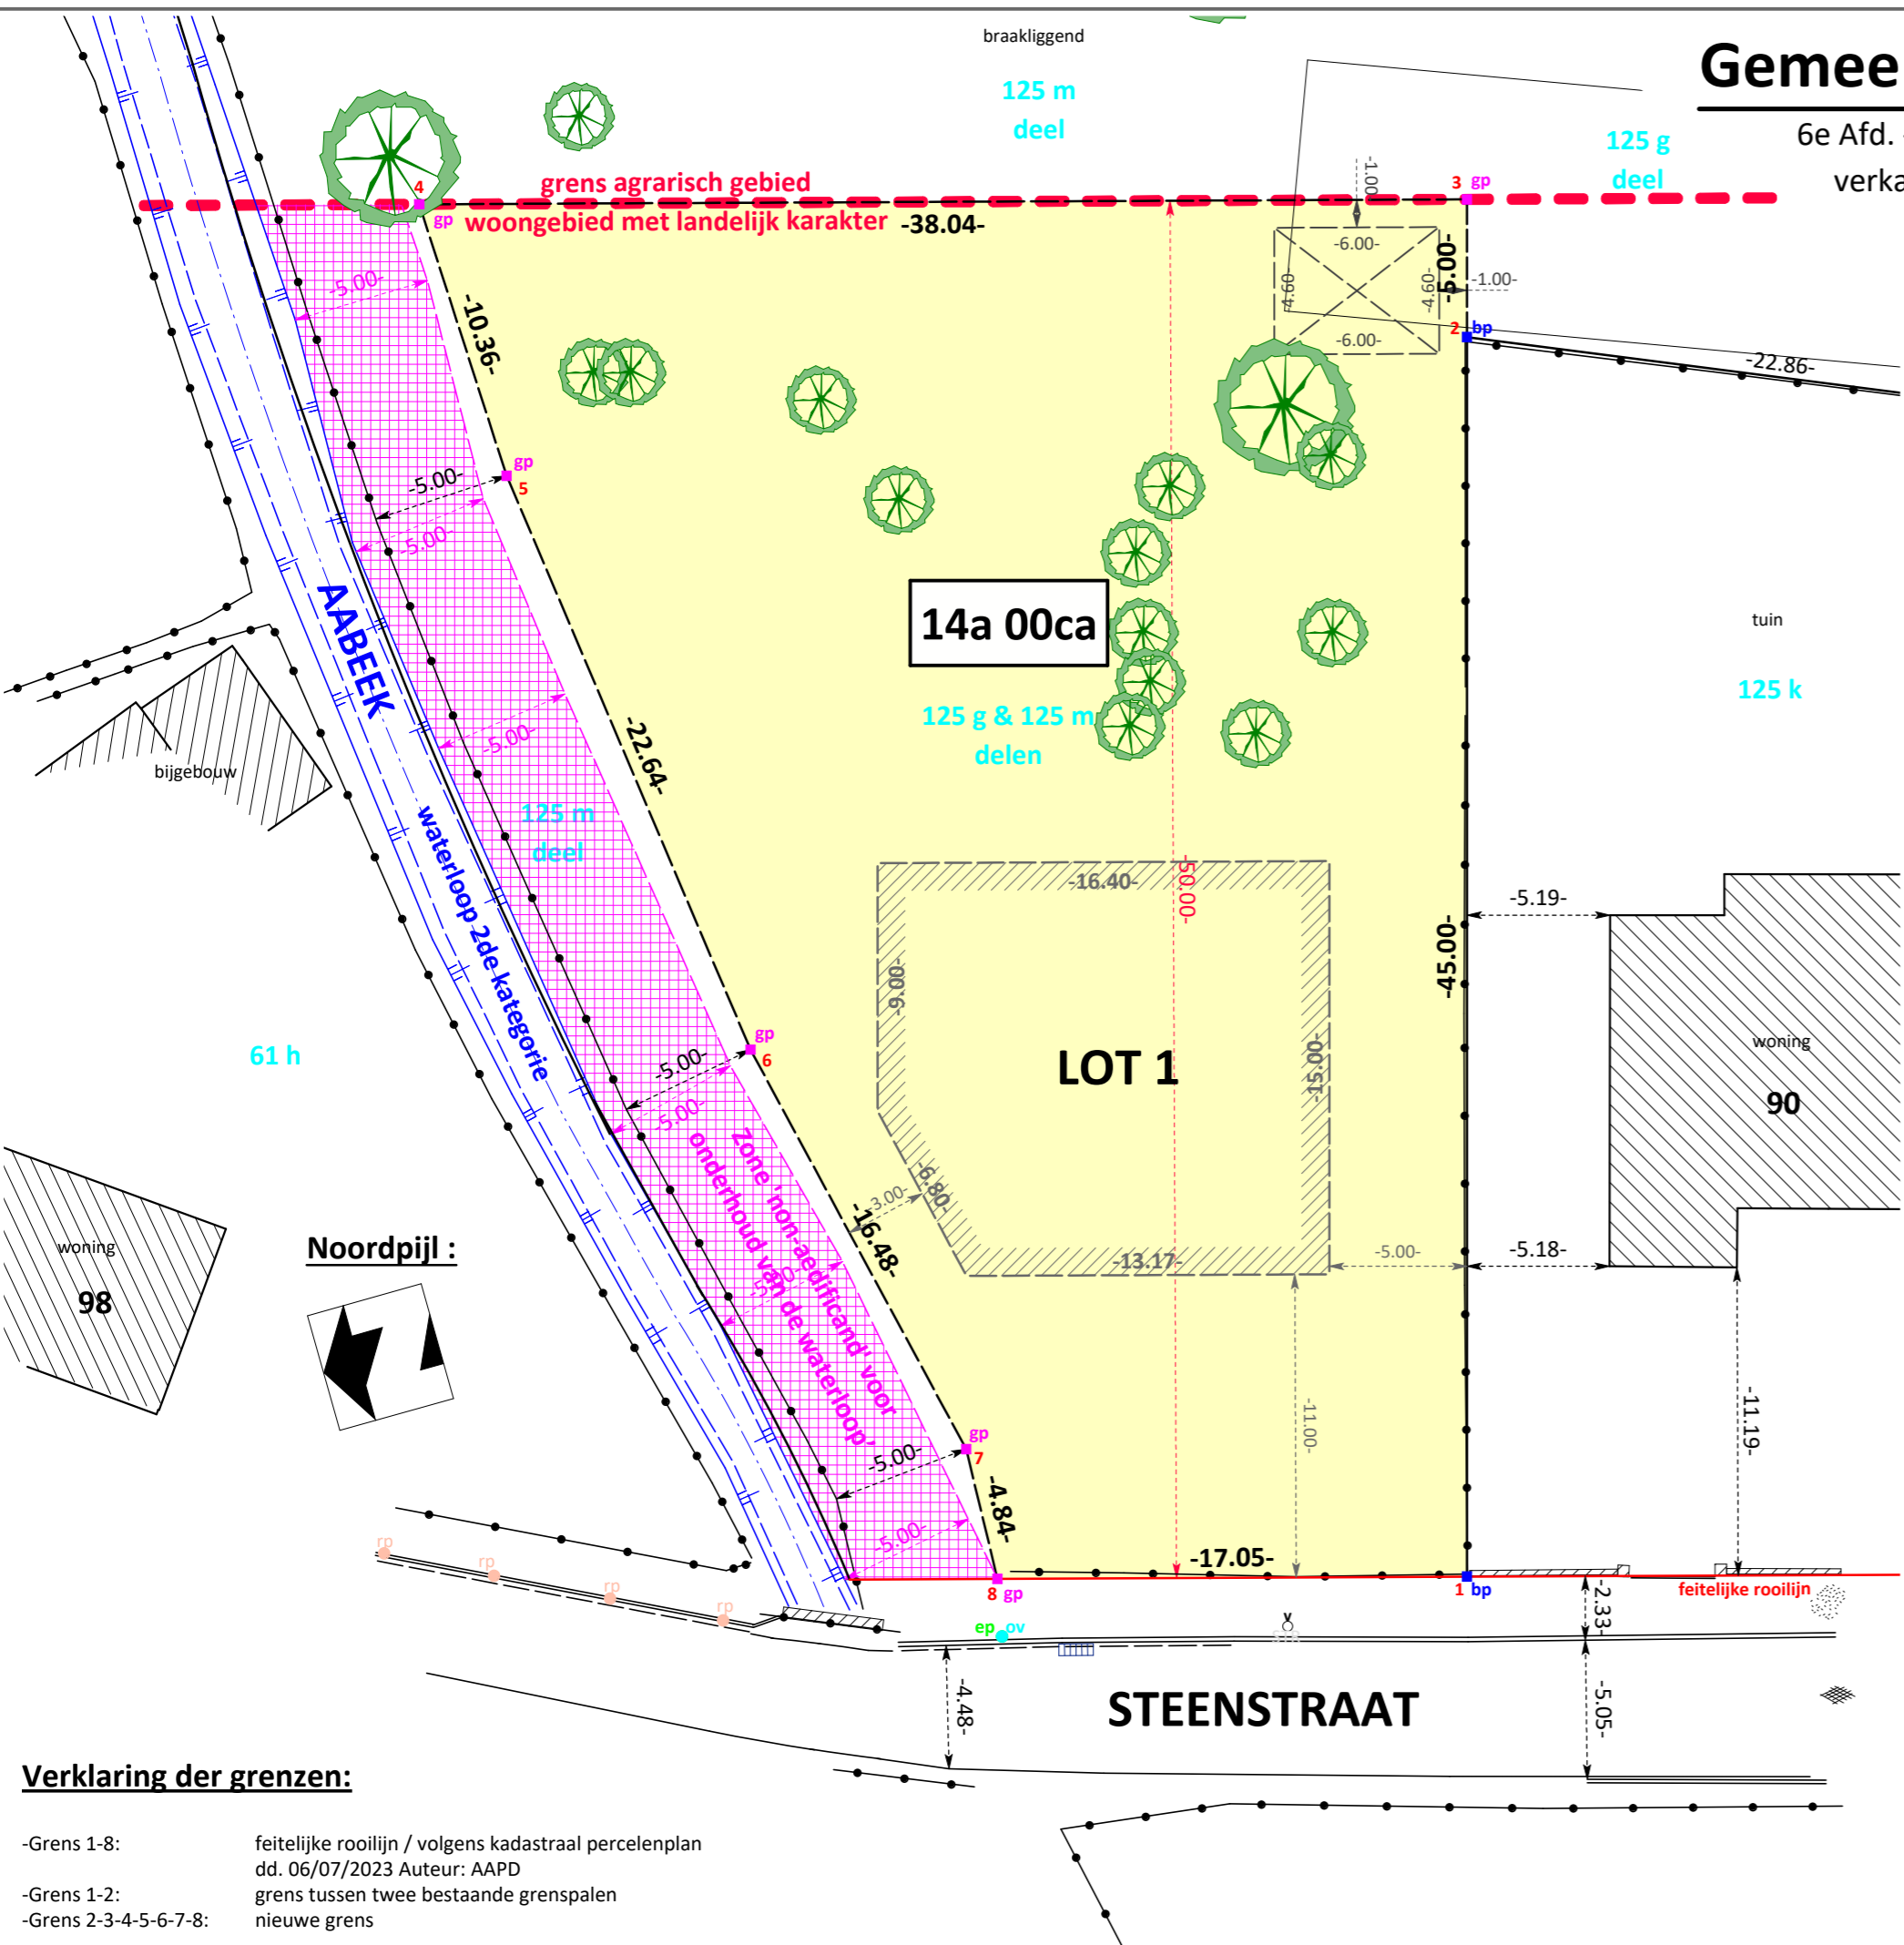 braakliggend
Gemee
125 m
deel
6e Afd.
125 g
deel
verka
grens agrarisch gebied
4
gp
woongebied met landelijk karakter
-38.04-
3 gp
-1.00-
-6.00-
-4.60-
-4.60-
-6.00-
-5.00-
-1.00-
2 bp
-22.86-
-5.00-
-10.36-
gp
5
-5.00-
-5.00-
AABEEK
14a 00ca
tuin
125 k
125 g & 125 m
delen
-22.64-
-5.00-
bijgebouw
125 m
deel
waterloop 2de kategorie
-50.00-
-16.40-
-9.00-
-15.00-
-45.00-
-5.19-
woning
90
LOT 1
61 h
gp
6
-5.00-
-5.00-
Zone 'non-aedificand' voor
onderhoud van de waterloop'
-5.00-
-3.00-
-6.80-
-16.48-
-13.17-
-5.00-
-5.18-
woning
98
Noordpijl :
-11.00-
-11.19-
gp
7
-5.00-
-4.84-
-5.00-
-17.05-
8 gp
1 bp
feitelijke rooilijn
rp
rp
rp
rp
ep ov
v
-2.33-
-4.48-
STEENSTRAAT
-5.05-
Verklaring der grenzen:
-Grens 1-8: feitelijke rooilijn / volgens kadastraal percelenplan
dd. 06/07/2023 Auteur: AAPD
-Grens 1-2: grens tussen twee bestaande grenspalen
-Grens 2-3-4-5-6-7-8: nieuwe grens